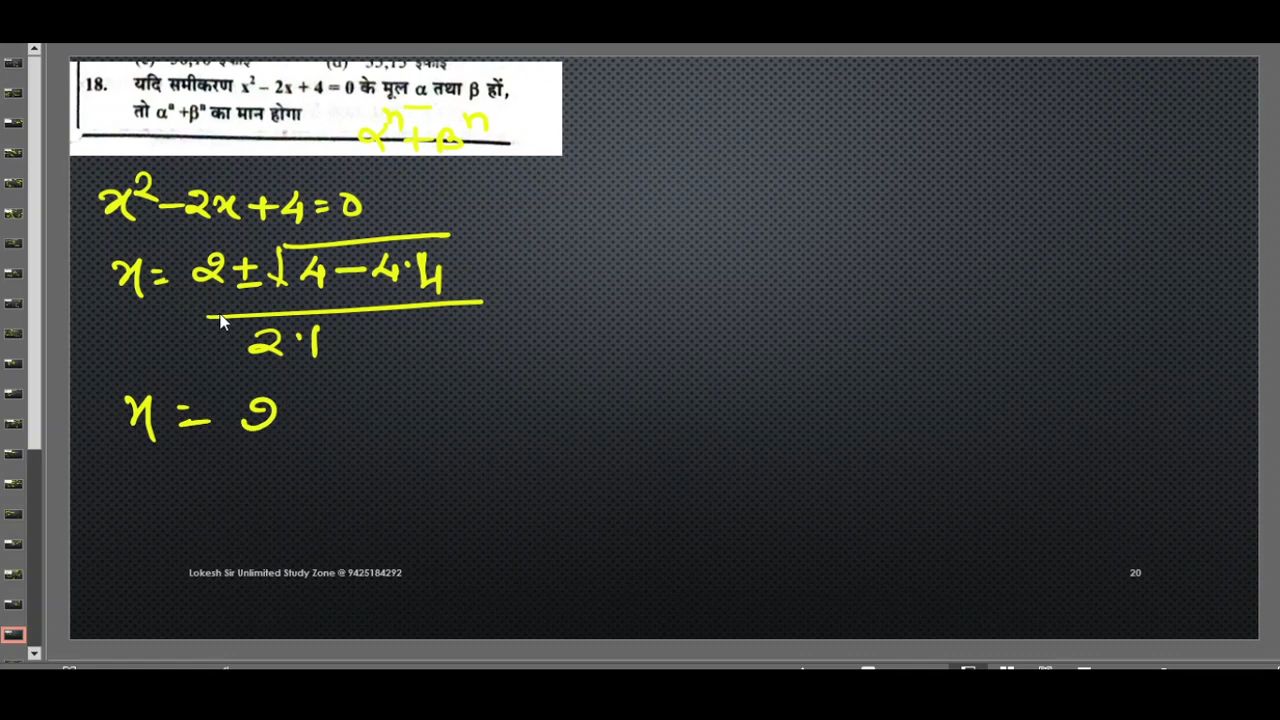 18. यदि समीकरण x² – 2x + 4 = 0 के मूल α तथा β हों,
तो αⁿ +βⁿ का मान होगा
αⁿ+βⁿ
x²–2x+4=0
x= 2±√4–4·4
2·1
x = 2
Lokesh Sir Unlimited Study Zone @ 9425184292
20